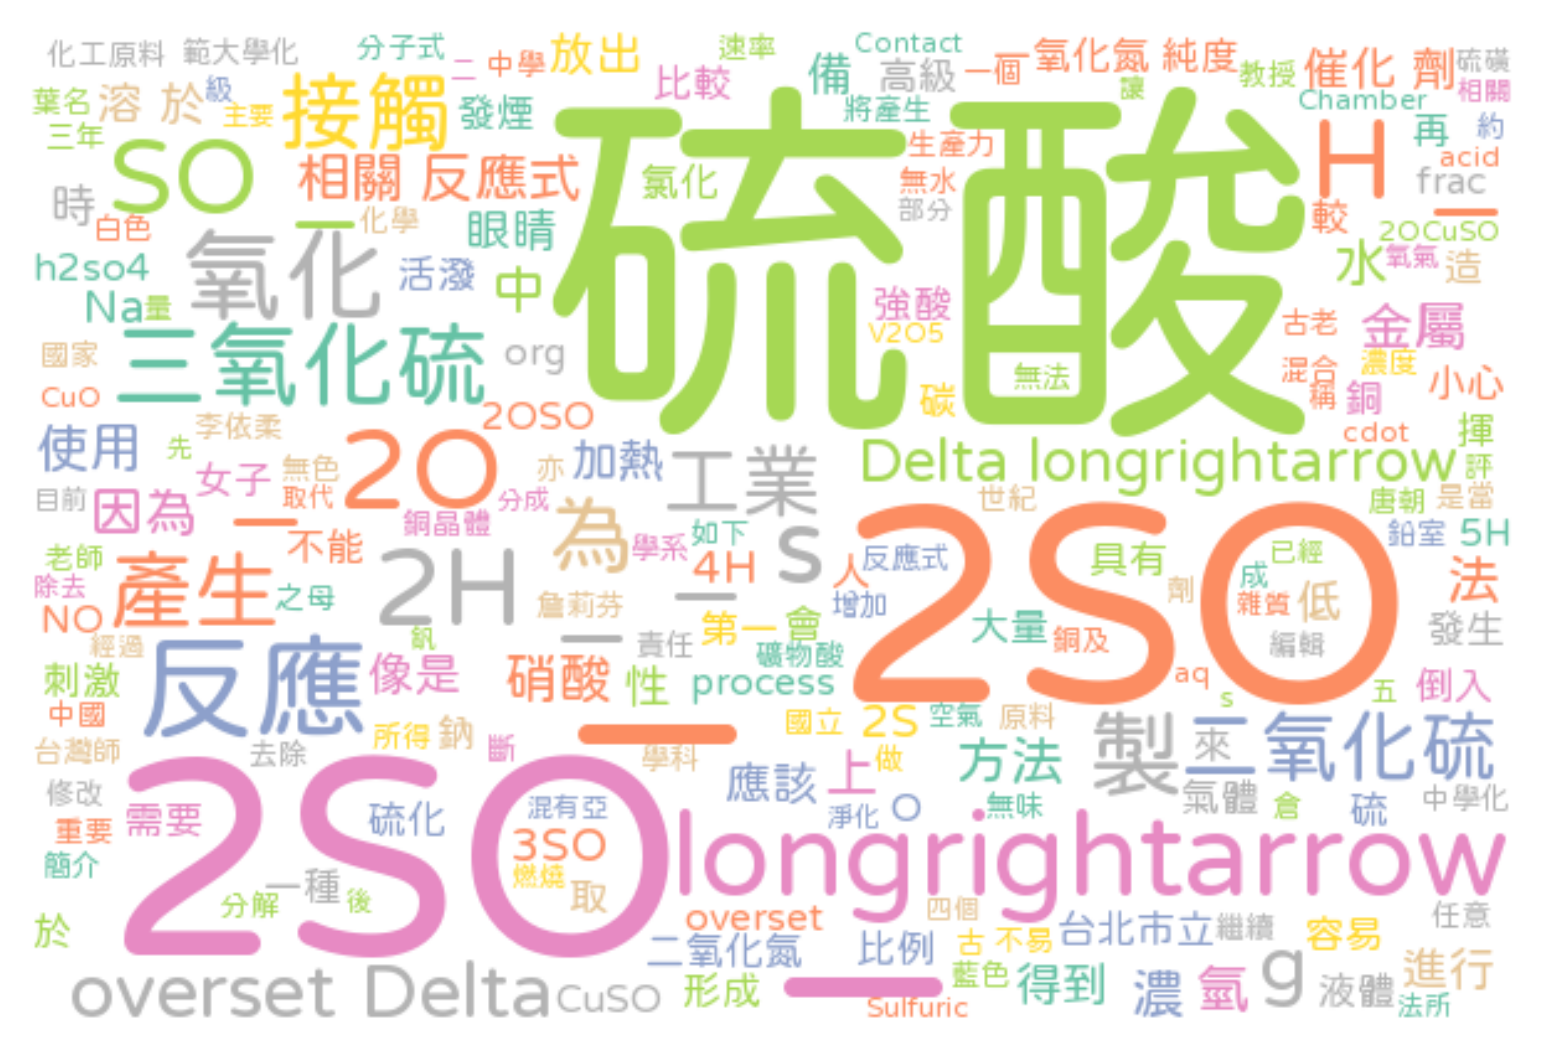 化工原料 範大學化 分子式 二 中學 放出 速率 Contact 一個 一氧化氮 純度 催化 劑 硫磺
葉名 溶 於 級 主要 接觸 發煙 比較 備 高級 讓 教授 Chamber 相關
三年 SO 相關 反應式 將產生 生產力 再 約
時 白色 一 化學 眼睛 氯化 硫酸 無水 部分 H 較 acid frac 一
h2so4 氧化 活潑 中 2OCuSO 水 氧氣 造
Na 量 強酸 V2O5 古老 金屬
國家 三氧化硫 org 無法 混合 濃度
CuO 2OSO 碳 稱 銅 小心
使用 先 李依柔 2O 亦 加熱 工業 Delta longrightarrow cdot 揮 評
目前 因為 女子 無色 取代 分成 世紀 唐朝 是當
一 不能 銅晶體 為 學系 如下 s 2SO 鉛室 5H
老師 除去 產生 之母 2H 4H 人 反應式 具有 已經 成 法
NO 詹莉芬 一 增加 劑 雜質 低
經過 釩 一 責任 第一 會 大量 銅及 編輯 發生
刺激 反應 像是 硝酸 性 礦物酸 process aq s 五 倒入
中國 一 國立 2S 空氣 原料
台灣師 去除 所得 鈉 斷 學科 做 方法 製 來 二氧化硫
修改 應該 上 無味 氣體 倉 硫 中學化
重要 需要 2SO 硫化 混有亞 淨化 O
簡介 3SO longrightarrow
一種 燃燒 取
於 分解 後 overset 四個 任意
二氧化氮 比例 古 不易 台北市立 繼續 容易
overset Delta CuSO 形成 一 藍色 得到 濃 氫 g 液體 進行
Sulfuric 法所